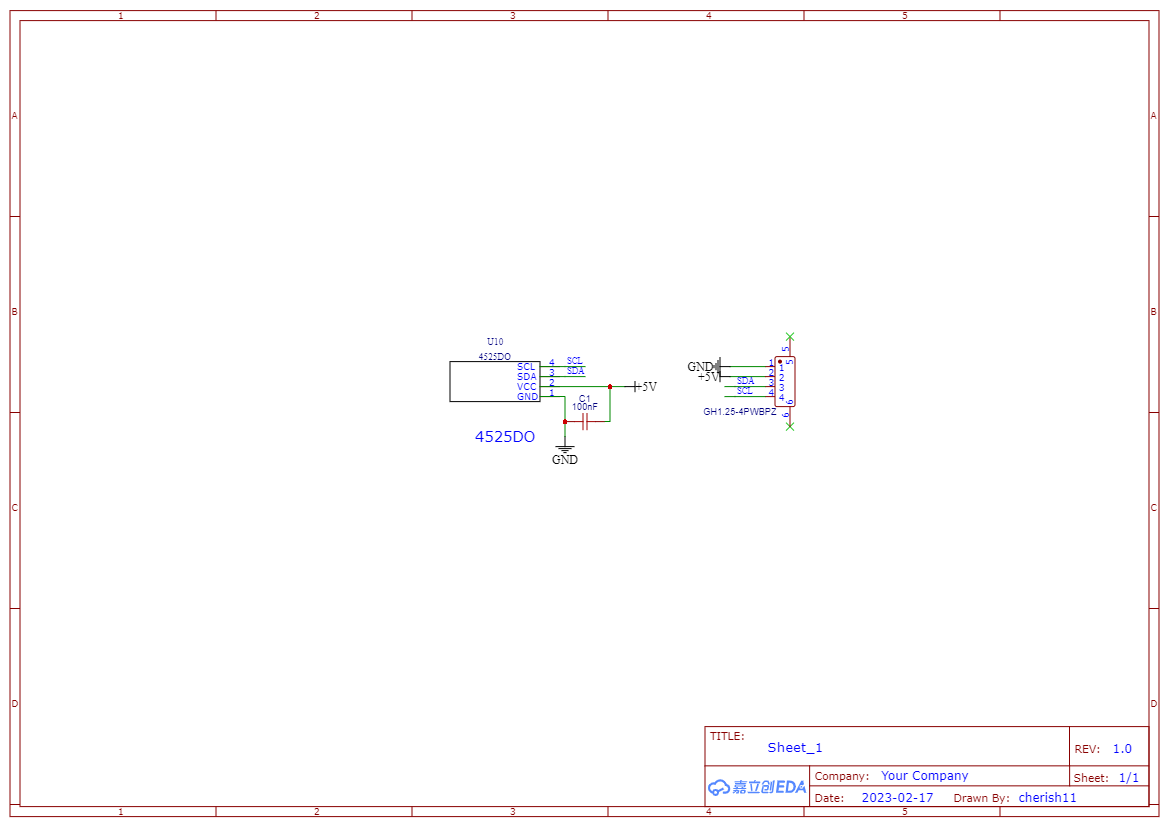 1 2 3 4 5
A A
B B
U10
4525DO
SCL 4 SCL
SDA 3 SDA
VCC 2 +5V
GND 1
C1
100nF
4525DO
GND
5
5
GND 1 1
+5V 2 2
SDA 3 3
SCL 4 4
6
6
GH1.25-4PWBPZ
C C
D D
TITLE:
Sheet_1
REV: 1.0
嘉立创EDA
Company: Your Company
Sheet: 1/1
Date: 2023-02-17 Drawn By: cherish11
1 2 3 4 5